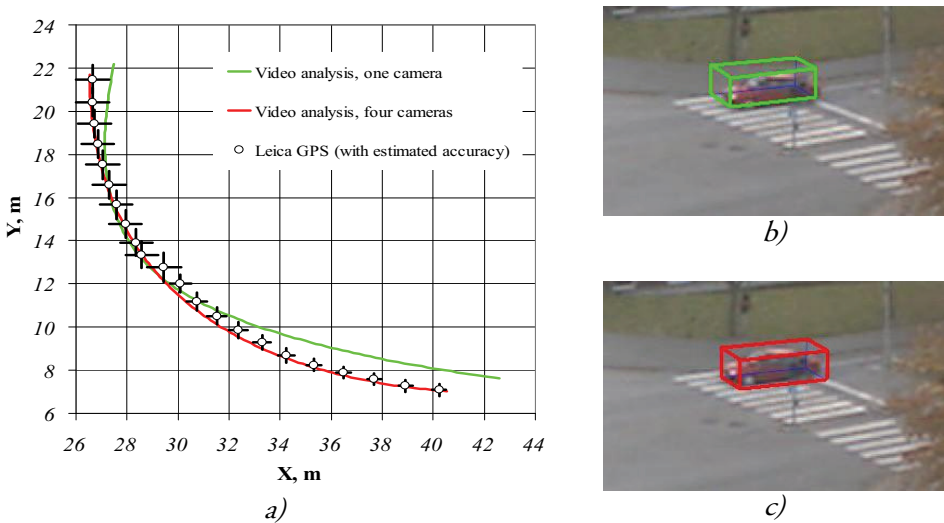 24
22
20
18
16
14
12
10
8
6
Y, m
Video analysis, one camera
Video analysis, four cameras
Leica GPS (with estimated accuracy)
26 28 30 32 34 36 38 40 42 44
X, m
a)
b)
c)